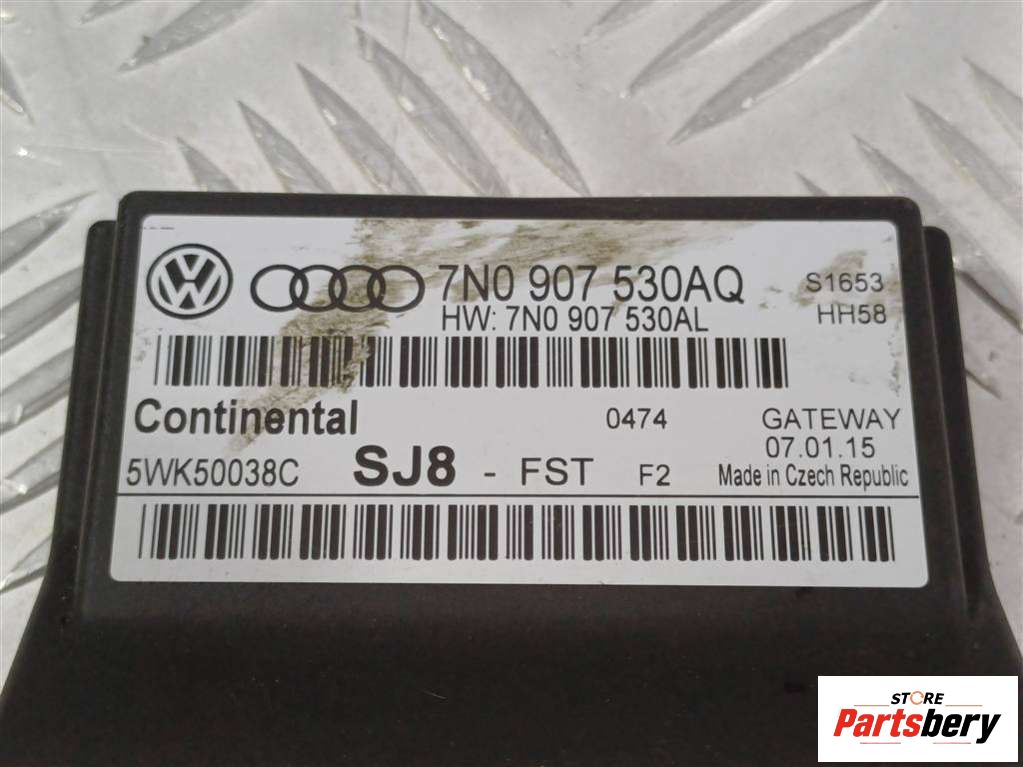 7N0 907 530AQ
S1653
HW: 7N0 907 530AL
HH58
Continental
0474
GATEWAY
07.01.15
5WK50038C
SJ8 - FST
F2
Made in Czech Republic
STORE
Partsbery